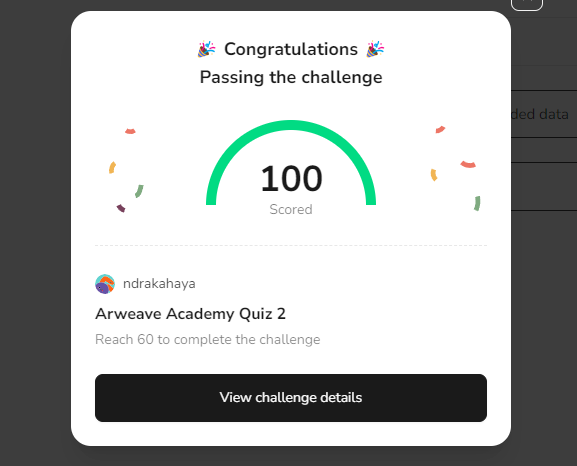 🎉 Congratulations 🎉
Passing the challenge
ded data
100
Scored
ndrakahaya
Arweave Academy Quiz 2
Reach 60 to complete the challenge
View challenge details